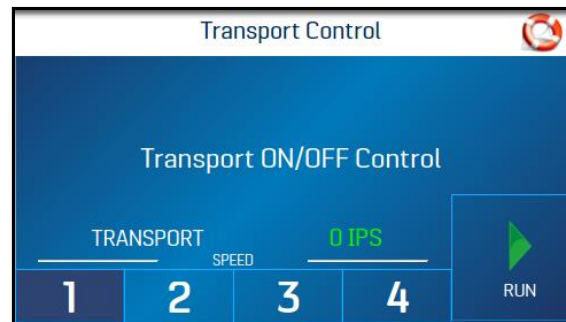 Transport Control
Transport ON/OFF Control
TRANSPORT 0 IPS
SPEED
1 2 3 4 RUN